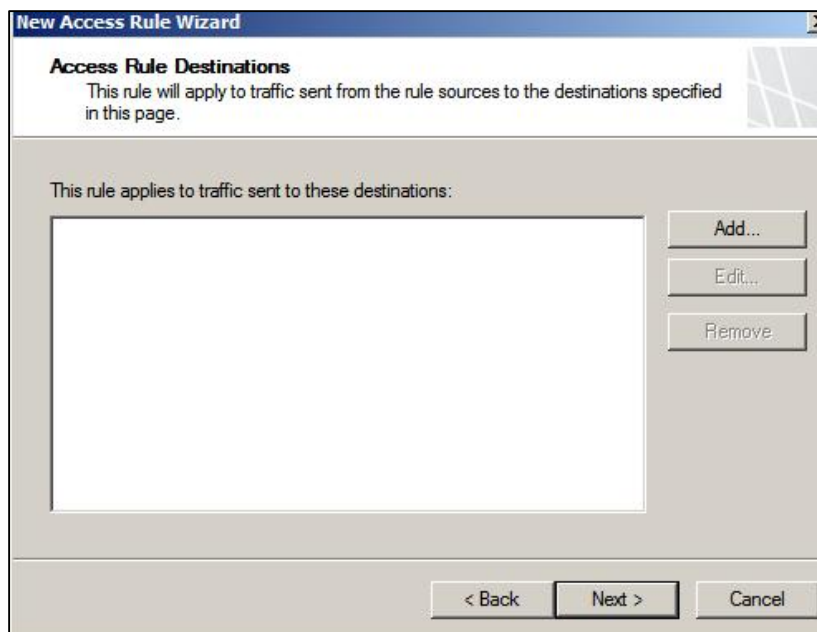 New Access Rule Wizard
Access Rule Destinations
This rule will apply to traffic sent from the rule sources to the destinations specified
in this page.
This rule applies to traffic sent to these destinations:
Add...
Edit...
Remove
< Back
Next >
Cancel